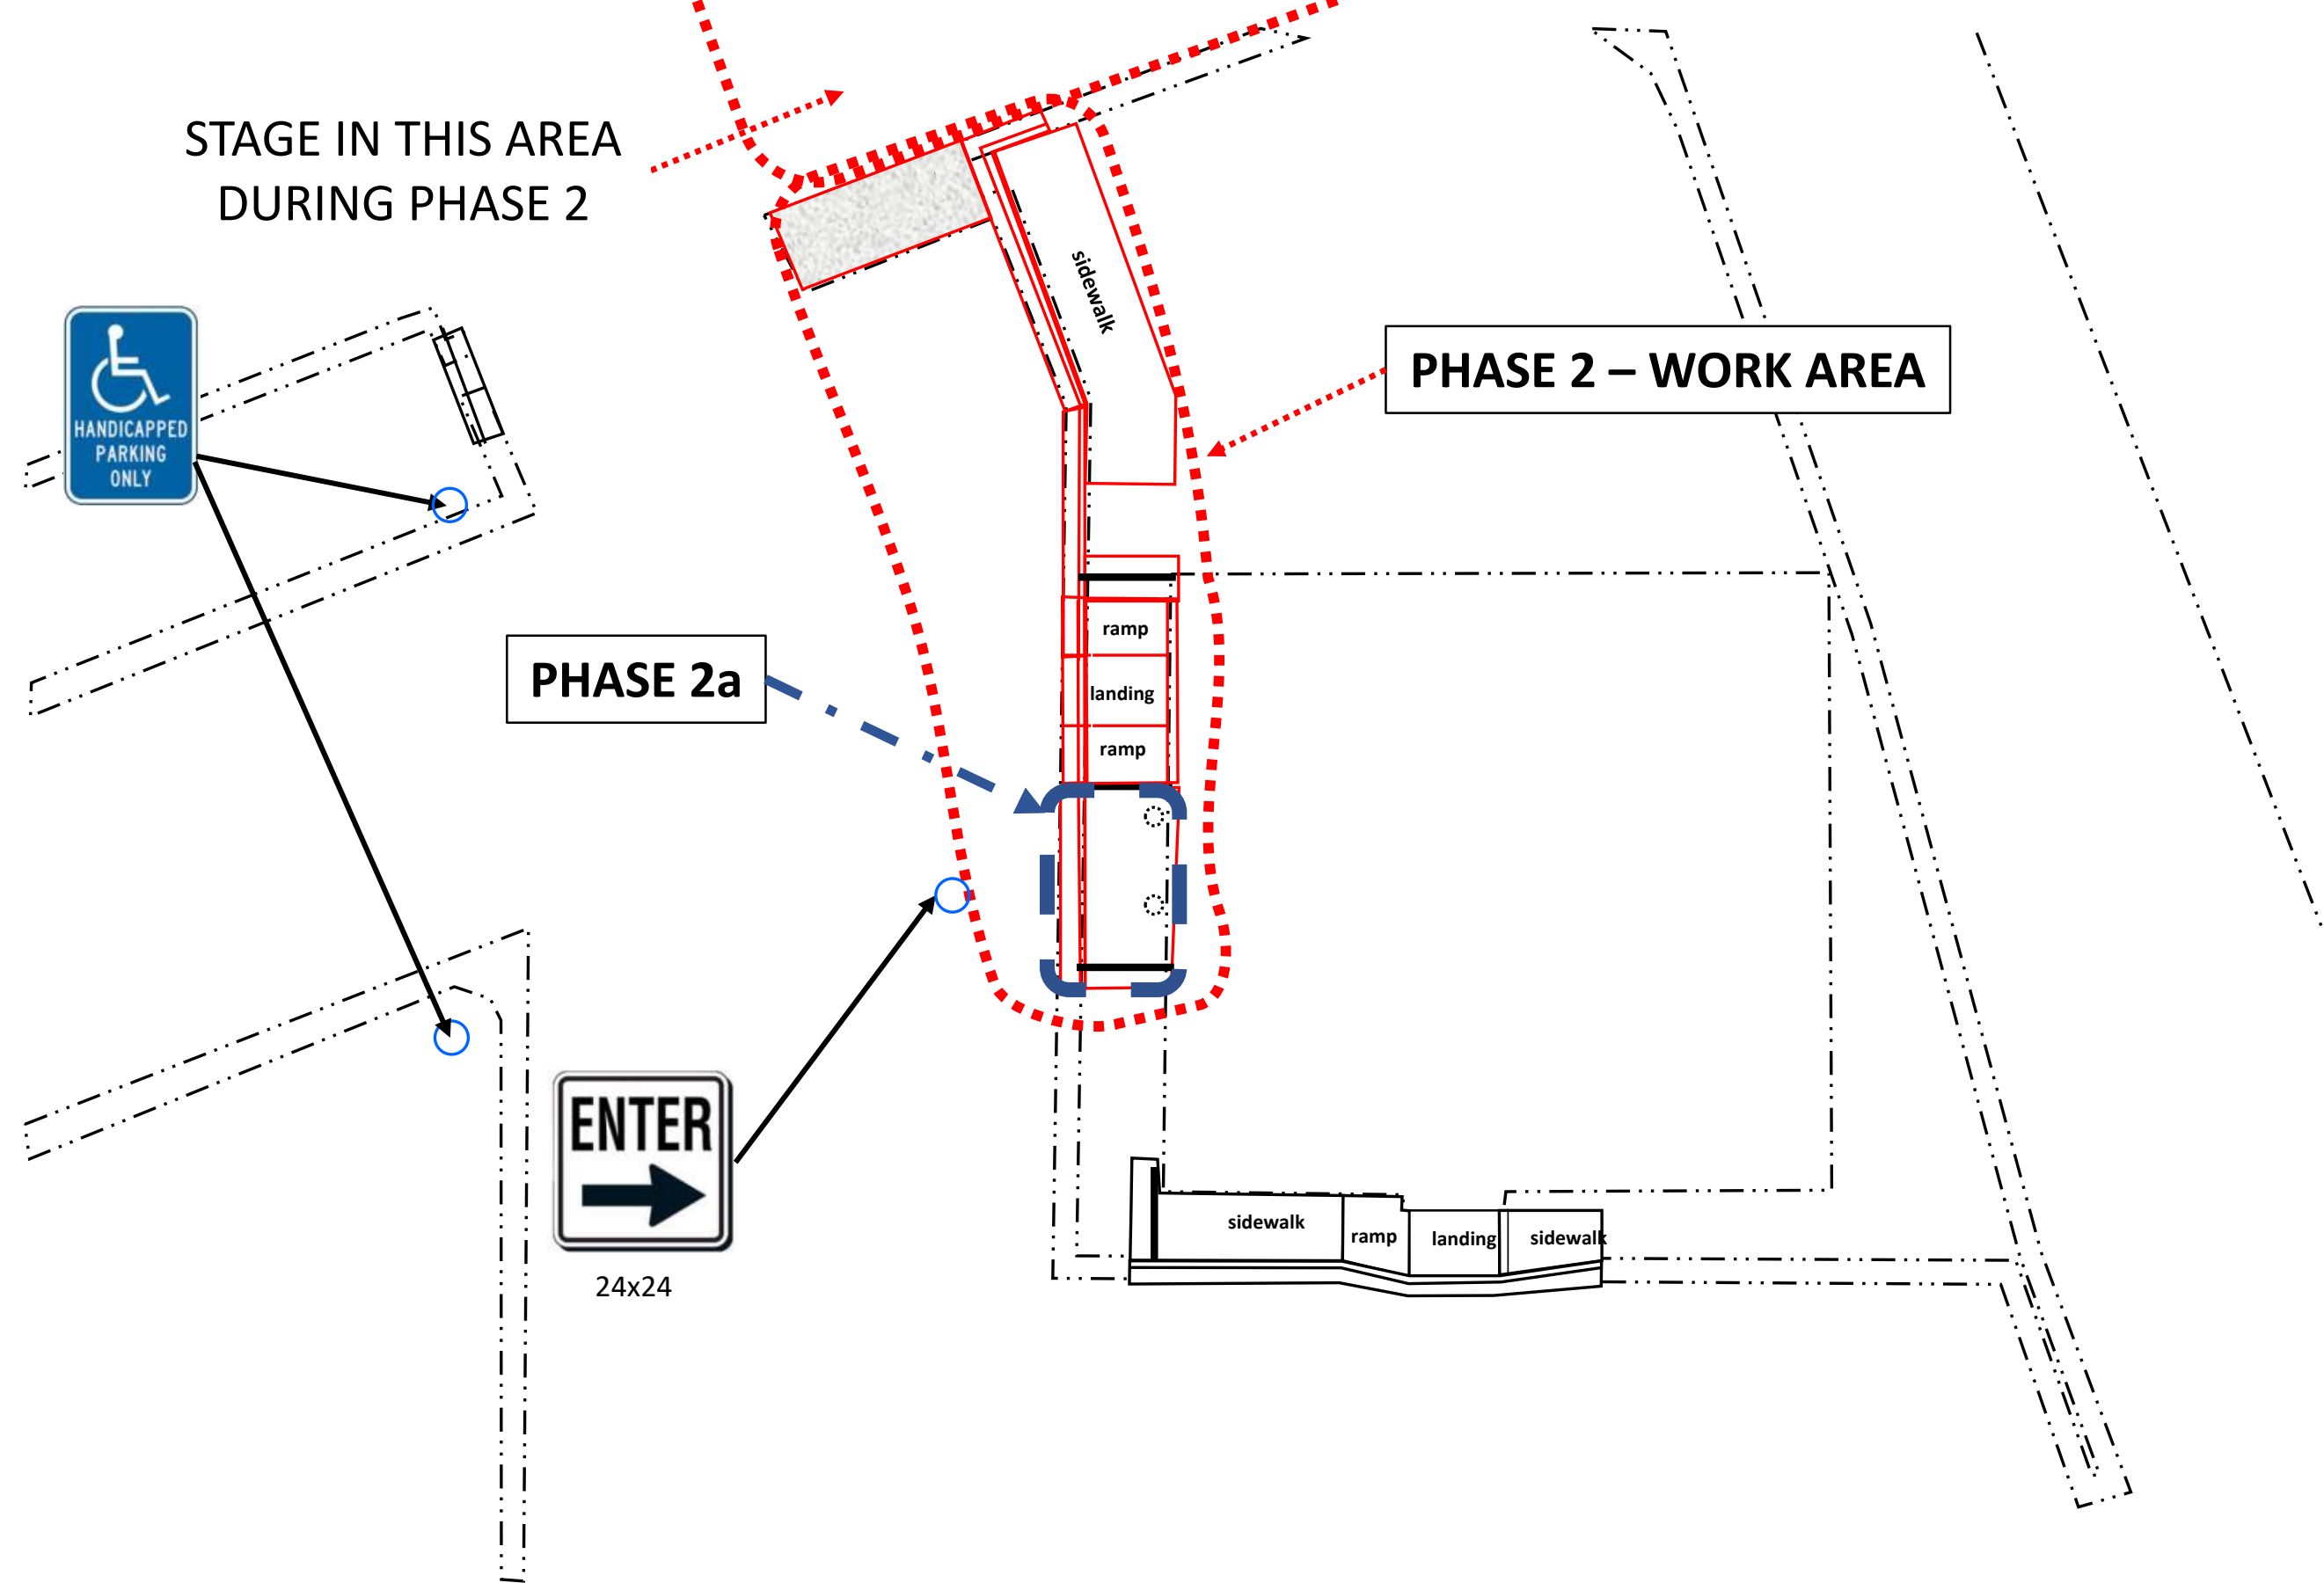 STAGE IN THIS AREA
DURING PHASE 2
HANDICAPPED
PARKING
ONLY
sidewalk
PHASE 2 – WORK AREA
PHASE 2a
ramp
landing
ramp
ENTER
24x24
sidewalk
ramp
landing
sidewalk